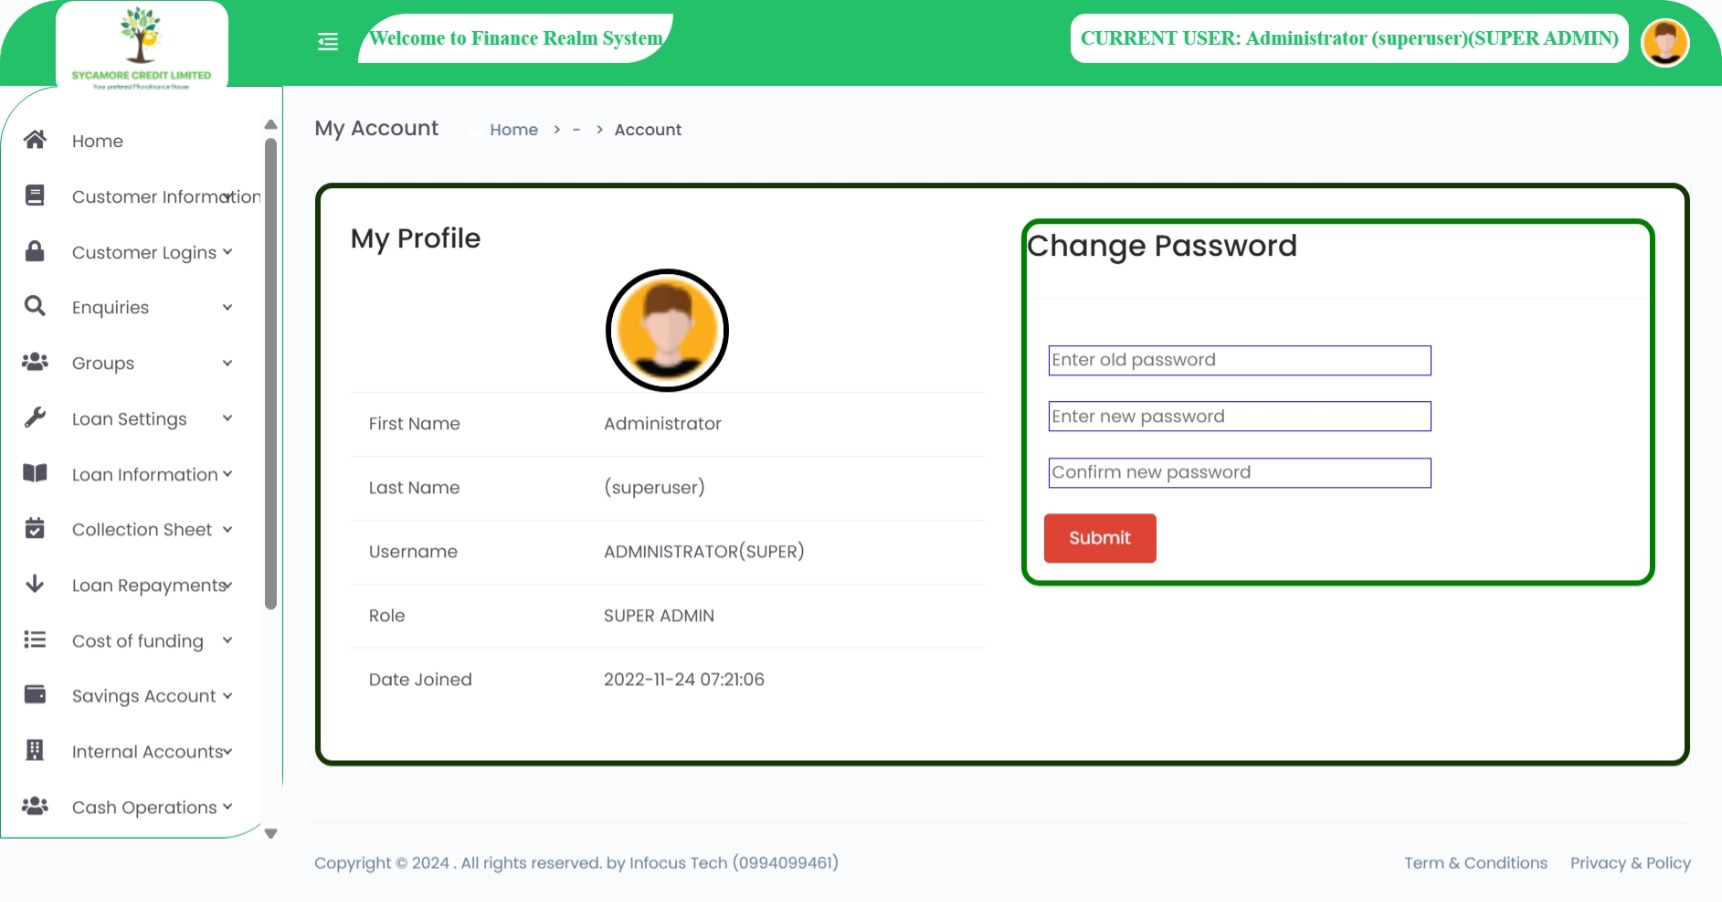 SYCAMORE CREDIT LIMITED
Your preferred Microfinance House
Welcome to Finance Realm System
CURRENT USER: Administrator (superuser)(SUPER ADMIN)
Home
Customer Information
Customer Logins
Enquiries
Groups
Loan Settings
Loan Information
Collection Sheet
Loan Repayments
Cost of funding
Savings Account
Internal Accounts
Cash Operations
My Account Home > - > Account
My Profile
First Name Administrator
Last Name (superuser)
Username ADMINISTRATOR(SUPER)
Role SUPER ADMIN
Date Joined 2022-11-24 07:21:06
Change Password
Enter old password
Enter new password
Confirm new password
Submit
Copyright © 2024 . All rights reserved. by Infocus Tech (0994099461)
Term & Conditions Privacy & Policy